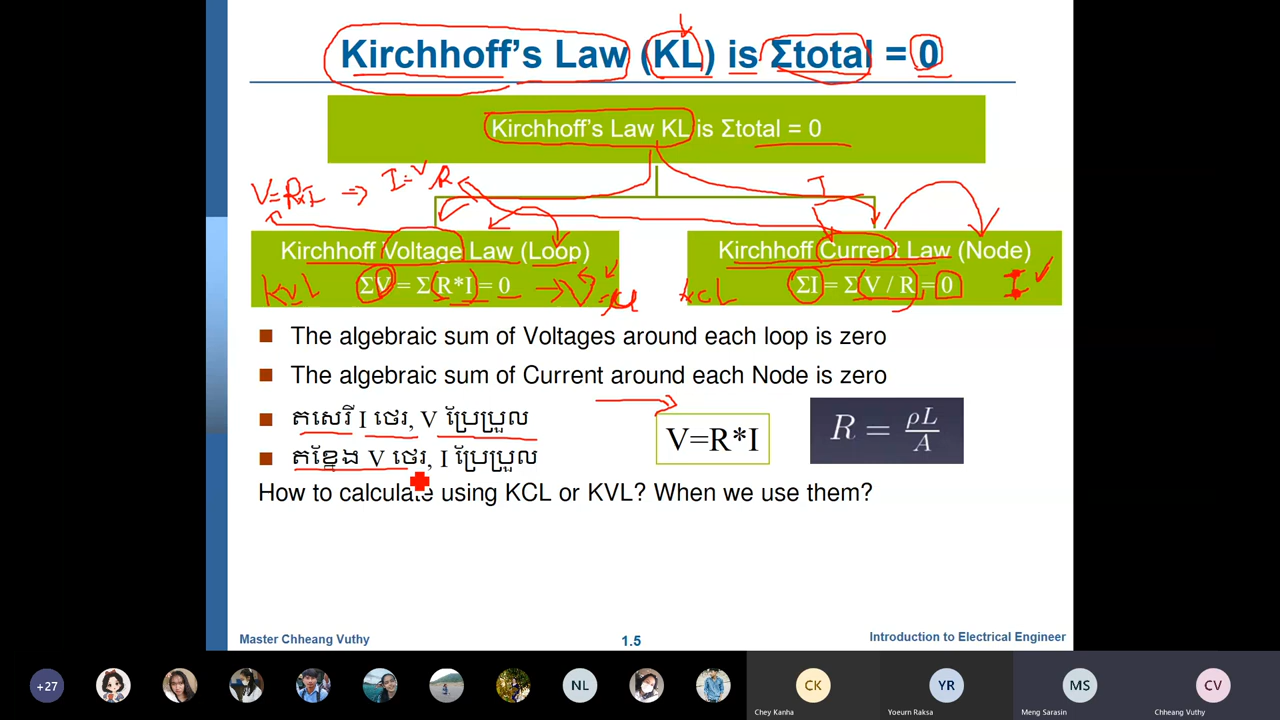 Kirchhoff's Law (KL) is Σtotal = 0
Kirchhoff's Law KL is Σtotal = 0
V=R×I → I=V/R
I
Kirchhoff Voltage Law (Loop)
ΣV = Σ R*I = 0
KVL
Kirchhoff Current Law (Node)
ΣI = Σ V / R = 0
KCL
I
The algebraic sum of Voltages around each loop is zero
The algebraic sum of Current around each Node is zero
តសេរី I ថេរ, V ប្រែប្រួល
តខ្នែង V ថេរ, I ប្រែប្រួល
V=R*I
R = ρL/A
How to calculate using KCL or KVL? When we use them?
Master Chheang Vuthy
1.5
Introduction to Electrical Engineer
+27
NL
CK
YR
MS
CV
Chey Kanha
Yoeurn Raksa
Meng Sarasin
Chheang Vuthy